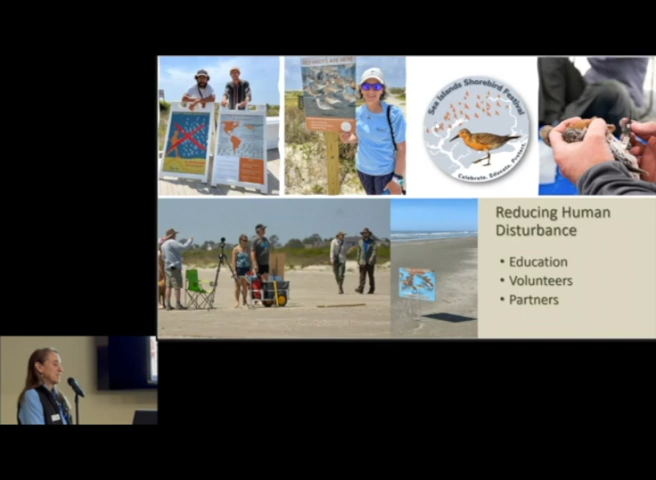 Sea Islands Shorebird Festival
Celebrate. Educate. Protect.
Reducing Human
Disturbance
• Education
• Volunteers
• Partners